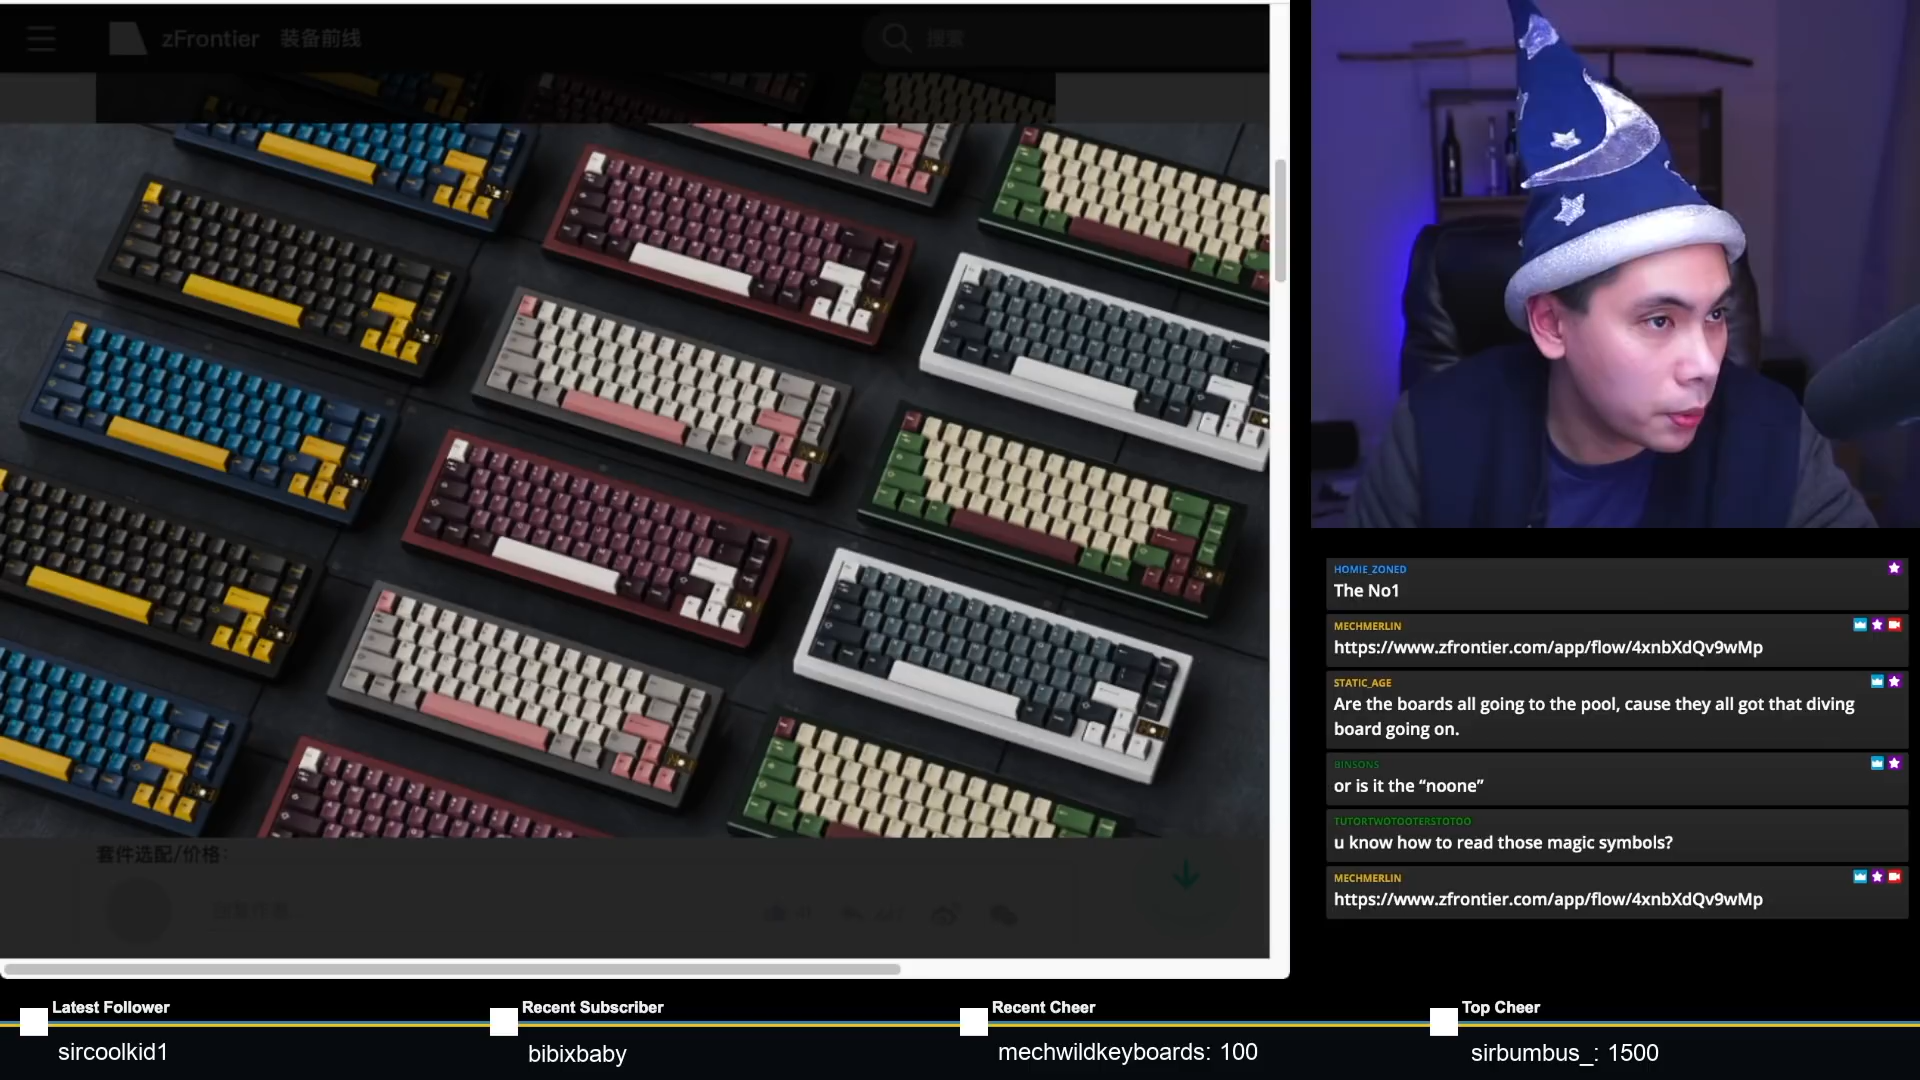 zFrontier 装备前线
搜索
套件选配/价格:
HOMIE_ZONED
The No1
MECHMERLIN
https://www.zfrontier.com/app/flow/4xnbXdQv9wMp
STATIC_AGE
Are the boards all going to the pool, cause they all got that diving
board going on.
BINSONS
or is it the “noone”
TUTORTWOTOOTERSTOTOO
u know how to read those magic symbols?
MECHMERLIN
https://www.zfrontier.com/app/flow/4xnbXdQv9wMp
Latest Follower
sircoolkid1
Recent Subscriber
bibixbaby
Recent Cheer
mechwildkeyboards: 100
Top Cheer
sirbumbus_: 1500